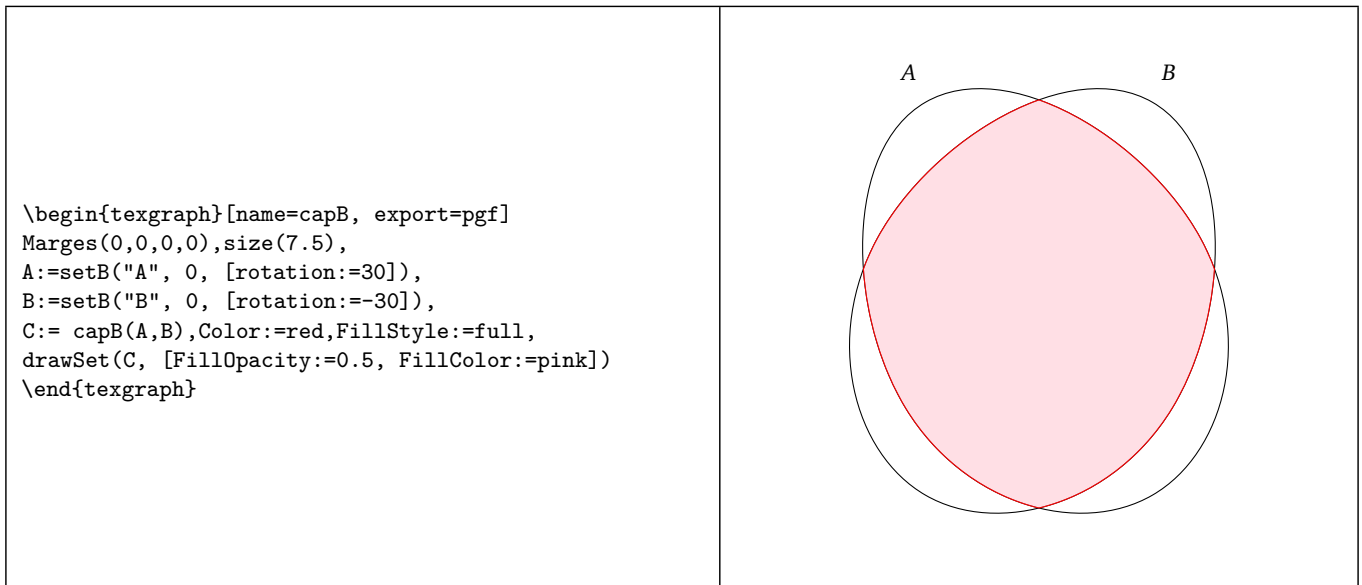 \begin{texgraph}[name=capB, export=pgf]
Marges(0,0,0,0),size(7.5),
A:=setB("A", 0, [rotation:=30]),
B:=setB("B", 0, [rotation:=-30]),
C:= capB(A,B),Color:=red,FillStyle:=full,
drawSet(C, [FillOpacity:=0.5, FillColor:=pink])
\end{texgraph}
A
B